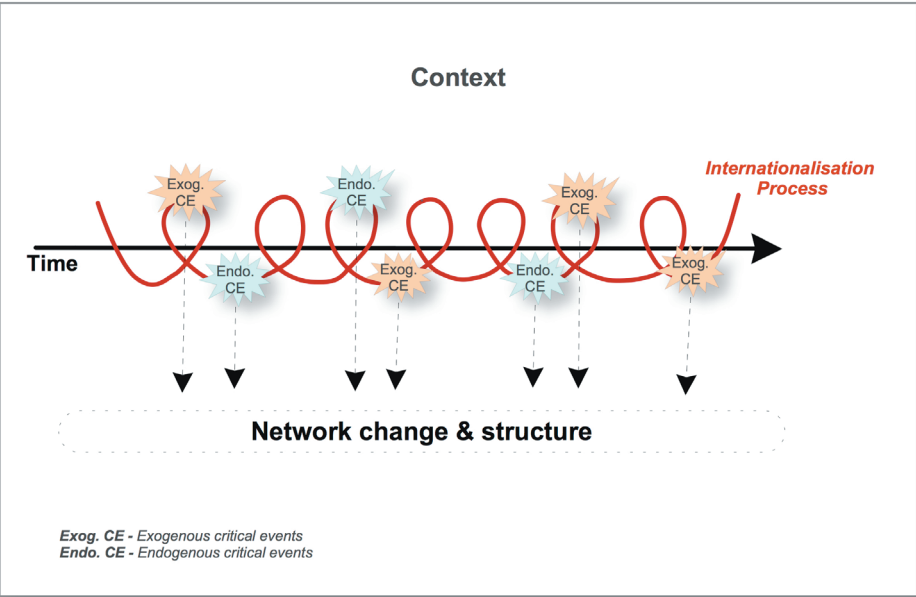 Context
Internationalisation
Process
Exog.
CE
Endo.
CE
Exog.
CE
Time
Endo.
CE
Exog.
CE
Endo.
CE
Exog.
CE
Network change & structure
Exog. CE - Exogenous critical events
Endo. CE - Endogenous critical events